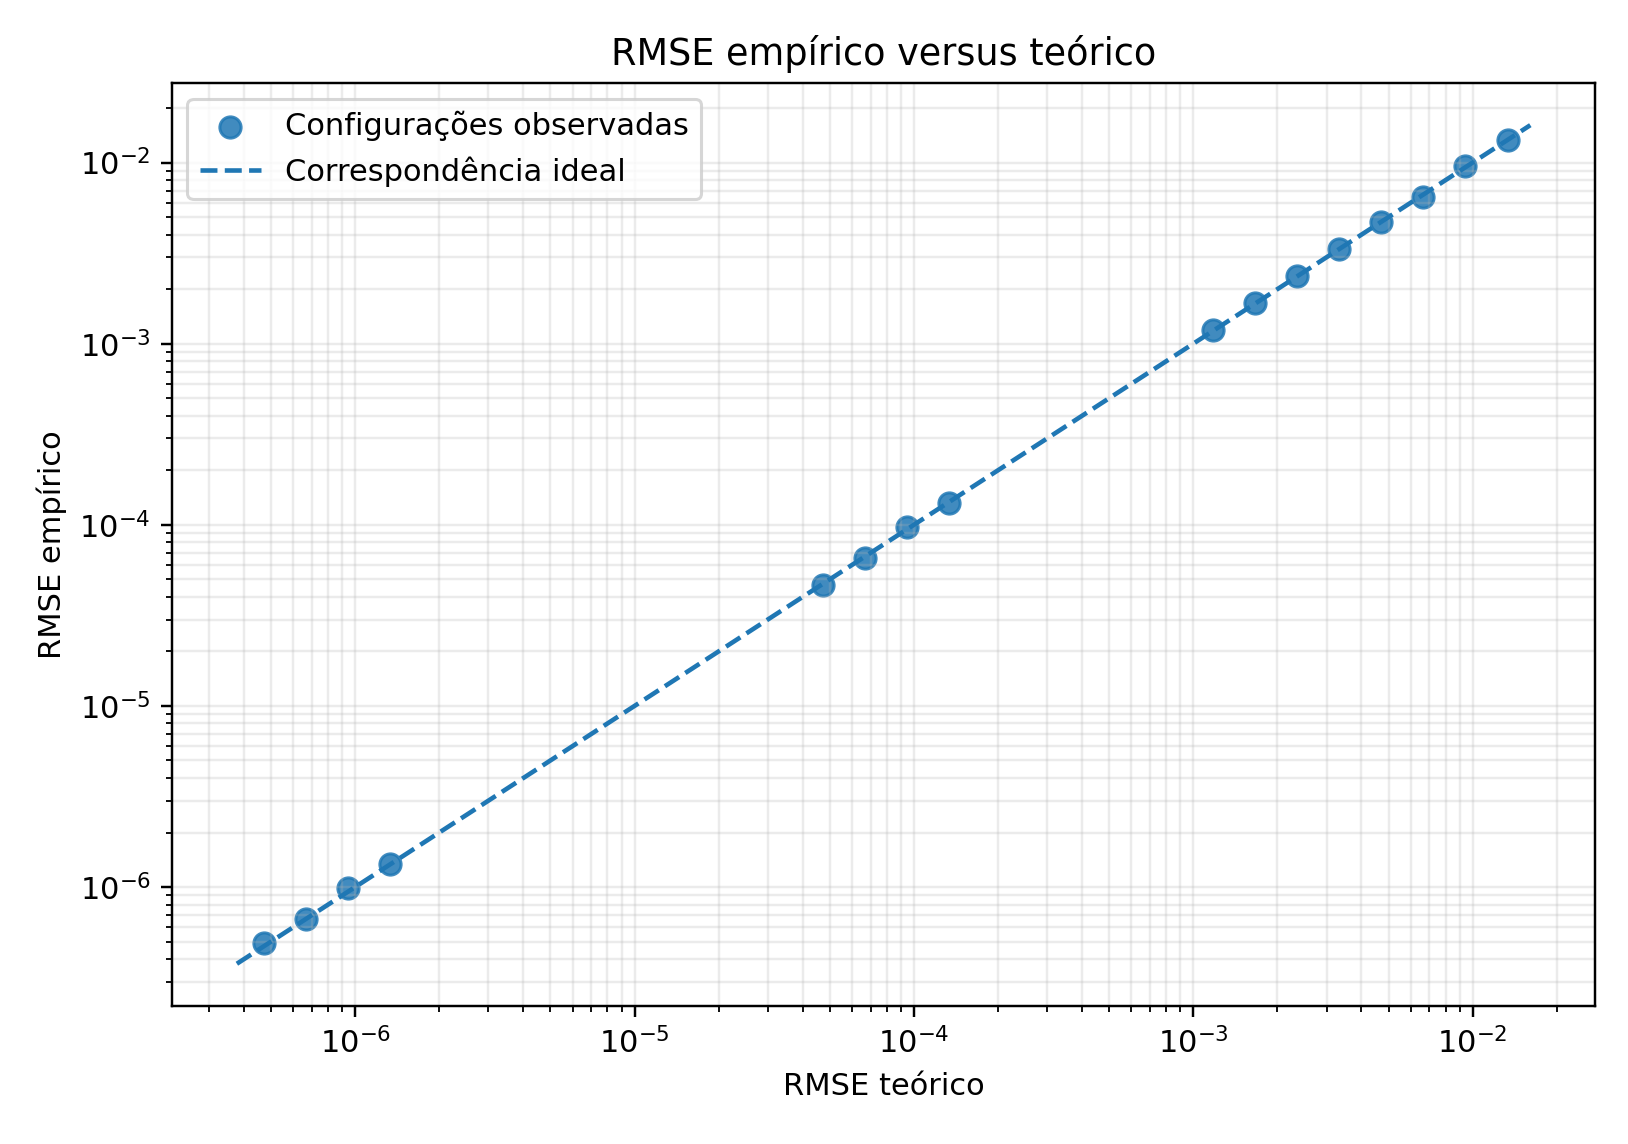 RMSE empírico versus teórico
Configurações observadas
Correspondência ideal
RMSE empírico
10⁻²
10⁻³
10⁻⁴
10⁻⁵
10⁻⁶
10⁻⁶ 10⁻⁵ 10⁻⁴ 10⁻³ 10⁻²
RMSE teórico